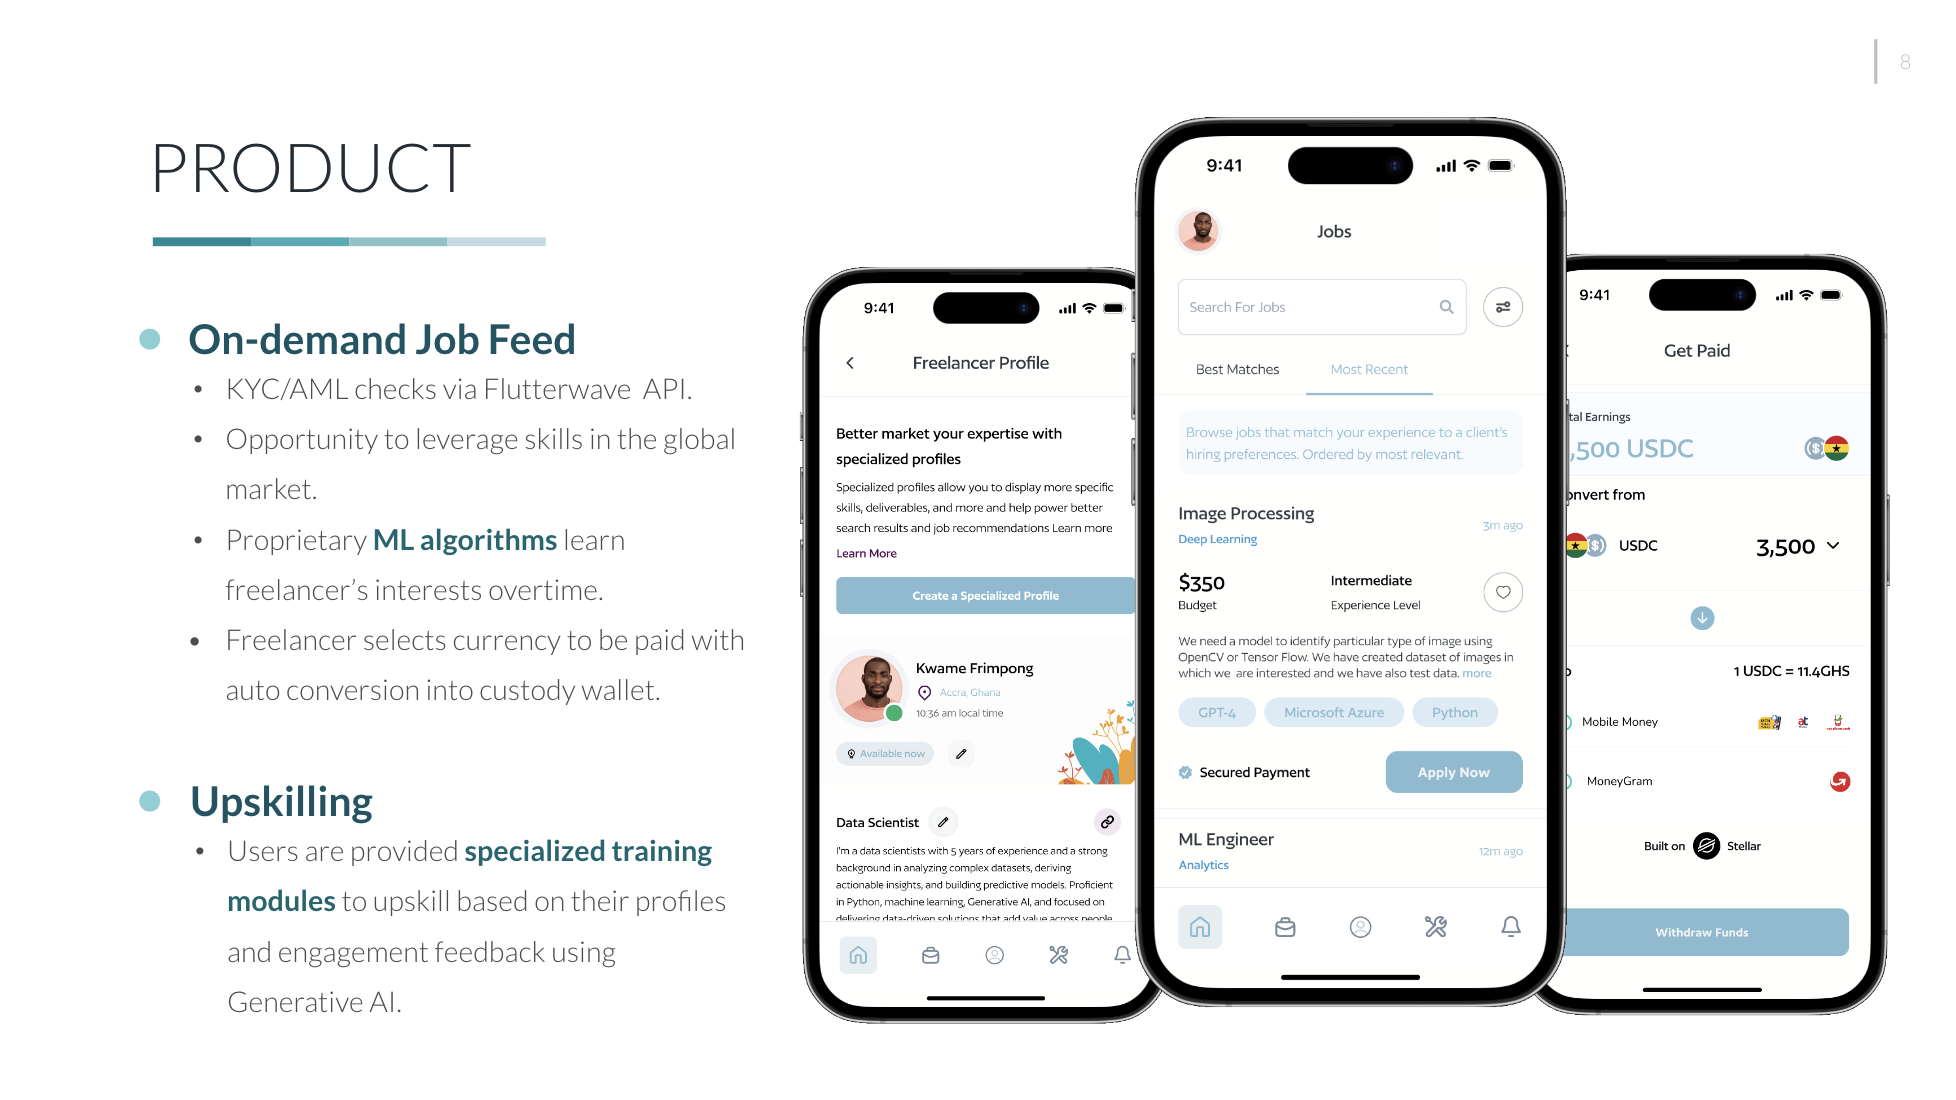 8
PRODUCT
On-demand Job Feed
• KYC/AML checks via Flutterwave  API.
• Opportunity to leverage skills in the global
market.
• Proprietary ML algorithms learn
freelancer’s interests overtime.
• Freelancer selects currency to be paid with
auto conversion into custody wallet.
Upskilling
• Users are provided specialized training
modules to upskill based on their profiles
and engagement feedback using
Generative AI.
9:41
Freelancer Profile
Better market your expertise with
specialized profiles
Specialized profiles allow you to display more specific
skills, deliverables, and more and help power better
search results and job recommendations Learn more
Learn More
Create a Specialized Profile
Kwame Frimpong
Accra, Ghana
10:36 am local time
Available now
Data Scientist
I'm a data scientists with 5 years of experience and a strong
background in analyzing complex datasets, deriving
actionable insights, and building predictive models. Proficient
in Python, machine learning, Generative AI, and focused on
delivering data-driven solutions that add value across people
9:41
Jobs
Search For Jobs
Best Matches
Most Recent
Browse jobs that match your experience to a client's
hiring preferences. Ordered by most relevant.
Image Processing
3m ago
Deep Learning
$350
Intermediate
Budget
Experience Level
We need a model to identify particular type of image using
OpenCV or Tensor Flow. We have created dataset of images in
which we  are interested and we have also test data. more
GPT-4
Microsoft Azure
Python
Secured Payment
Apply Now
ML Engineer
12m ago
Analytics
9:41
Get Paid
tal Earnings
,500 USDC
onvert from
USDC
3,500
1 USDC = 11.4GHS
Mobile Money
at
MoneyGram
Built on Stellar
Withdraw Funds